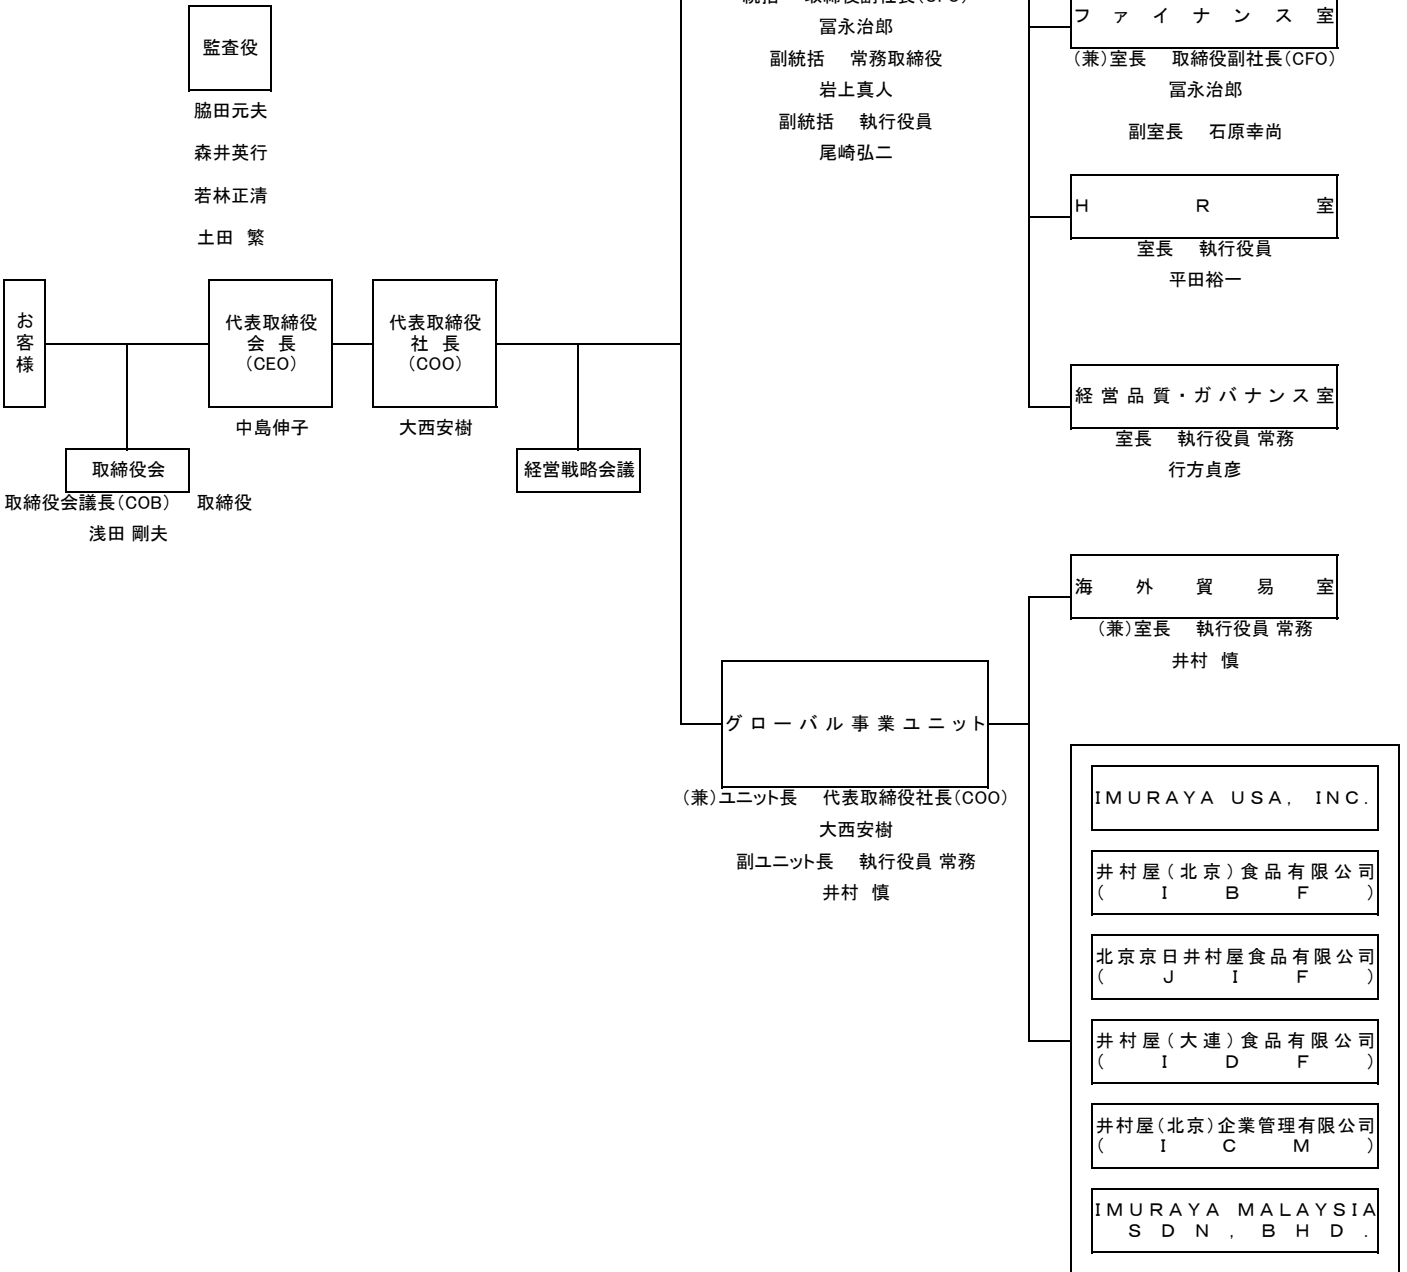 監査役
脇田元夫
森井英行
若林正清
土田 繁
お客様
代表取締役
会 長
(CEO)
中島伸子
代表取締役
社 長
(COO)
大西安樹
取締役会
取締役会議長(COB) 取締役
浅田 剛夫
経営戦略会議
冨永治郎
副統括 常務取締役
岩上真人
副統括 執行役員
尾崎弘二
ファイナンス室
(兼)室長 取締役副社長(CFO)
冨永治郎
副室長 石原幸尚
HR室
室長 執行役員
平田裕一
経営品質・ガバナンス室
室長 執行役員 常務
行方貞彦
グローバル事業ユニット
(兼)ユニット長 代表取締役社長(COO)
大西安樹
副ユニット長 執行役員 常務
井村 慎
海外貿易室
(兼)室長 執行役員 常務
井村 慎
IMURAYA USA, INC.
井村屋(北京)食品有限公司
(IBF)
北京京日井村屋食品有限公司
(JIF)
井村屋(大連)食品有限公司
(IDF)
井村屋(北京)企業管理有限公司
(ICM)
IMURAYA MALAYSIA
SDN, BHD.